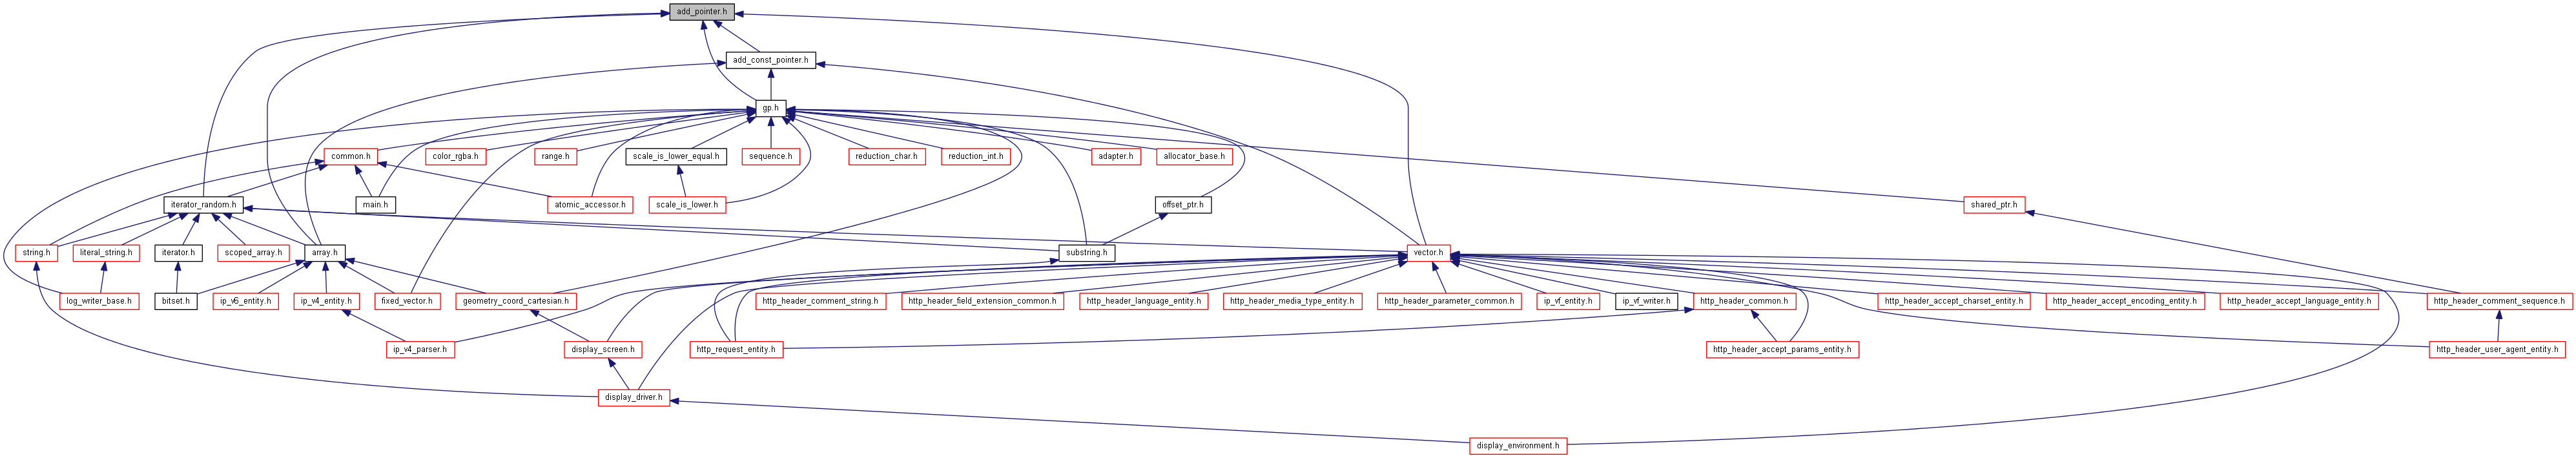 add_pointer.h
add_const_pointer.h
gp.h
common.h
color_rgba.h
range.h
scale_is_lower_equal.h
sequence.h
reduction_char.h
reduction_int.h
adapter.h
allocator_base.h
iterator_random.h
main.h
atomic_accessor.h
scale_is_lower.h
offset_ptr.h
shared_ptr.h
string.h
literal_string.h
iterator.h
scoped_array.h
array.h
substring.h
vector.h
log_writer_base.h
bitset.h
ip_v6_entity.h
ip_v4_entity.h
fixed_vector.h
geometry_coord_cartesian.h
http_header_comment_string.h
http_header_field_extension_common.h
http_header_language_entity.h
http_header_media_type_entity.h
http_header_parameter_common.h
ip_vf_entity.h
ip_vf_writer.h
http_header_common.h
http_header_accept_charset_entity.h
http_header_accept_encoding_entity.h
http_header_accept_language_entity.h
http_header_comment_sequence.h
ip_v4_parser.h
display_screen.h
http_request_entity.h
http_header_accept_params_entity.h
http_header_user_agent_entity.h
display_driver.h
display_environment.h